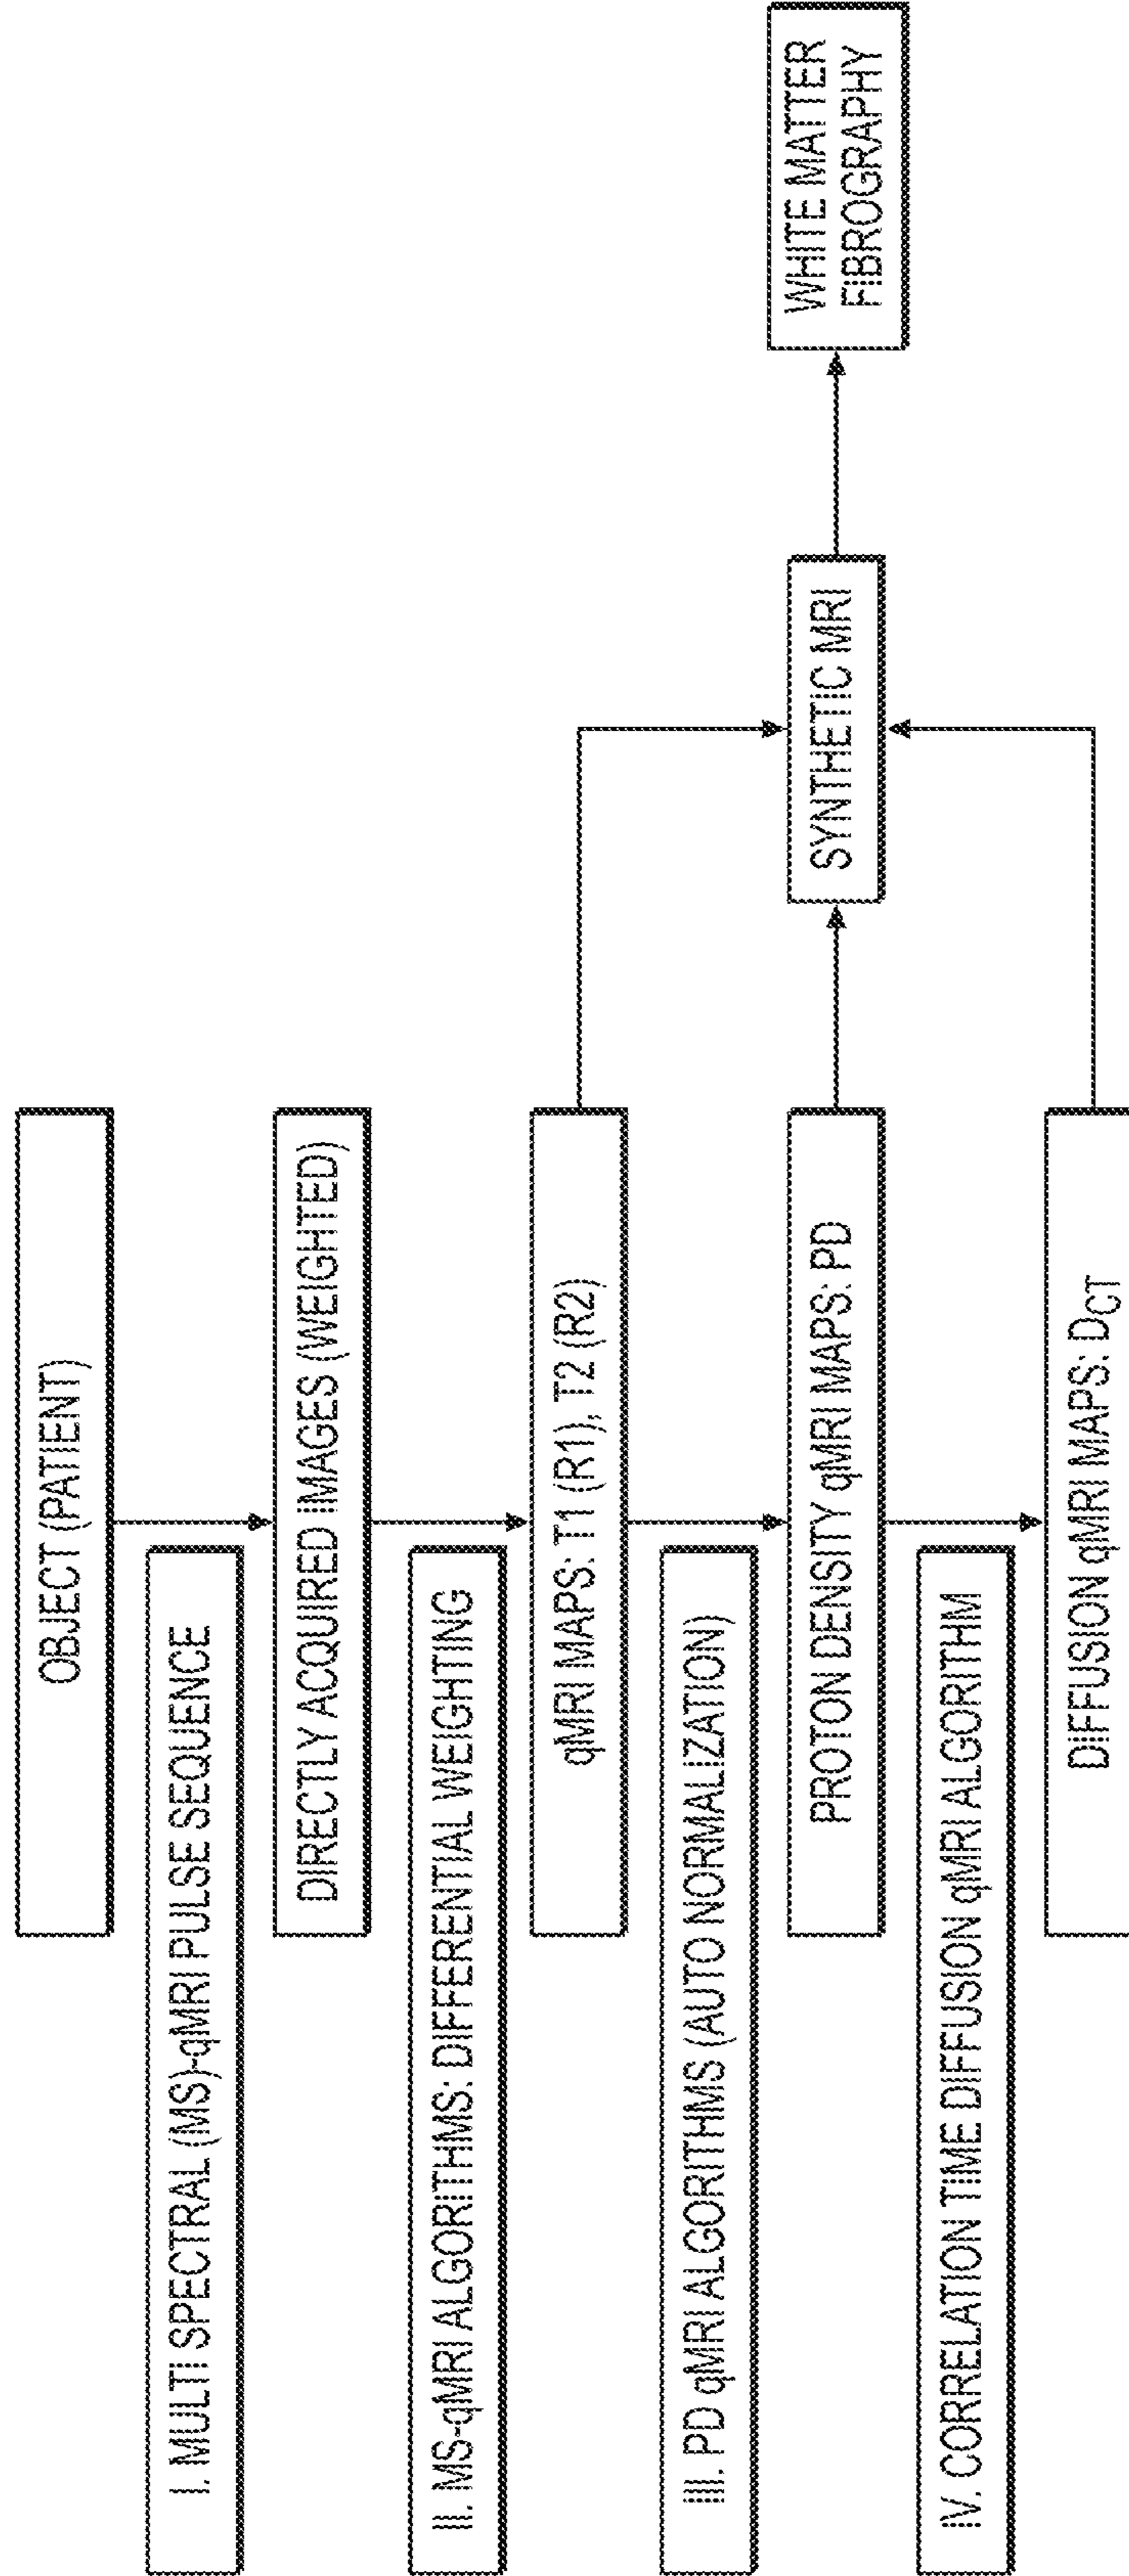 OBJECT (PATIENT)
I. MULTI SPECTRAL (MS)-qMRI PULSE SEQUENCE
DIRECTLY ACQUIRED IMAGES (WEIGHTED)
II. MS-qMRI ALGORITHMS: DIFFERENTIAL WEIGHTING
qMRI MAPS: T1 (R1), T2 (R2)
III. PD qMRI ALGORITHMS (AUTO NORMALIZATION)
PROTON DENSITY qMRI MAPS: PD
SYNTHETIC MRI
WHITE MATTER
FIBROGRAPHY
IV. CORRELATION TIME DIFFUSION qMRI ALGORITHM
DIFFUSION qMRI MAPS: DCT